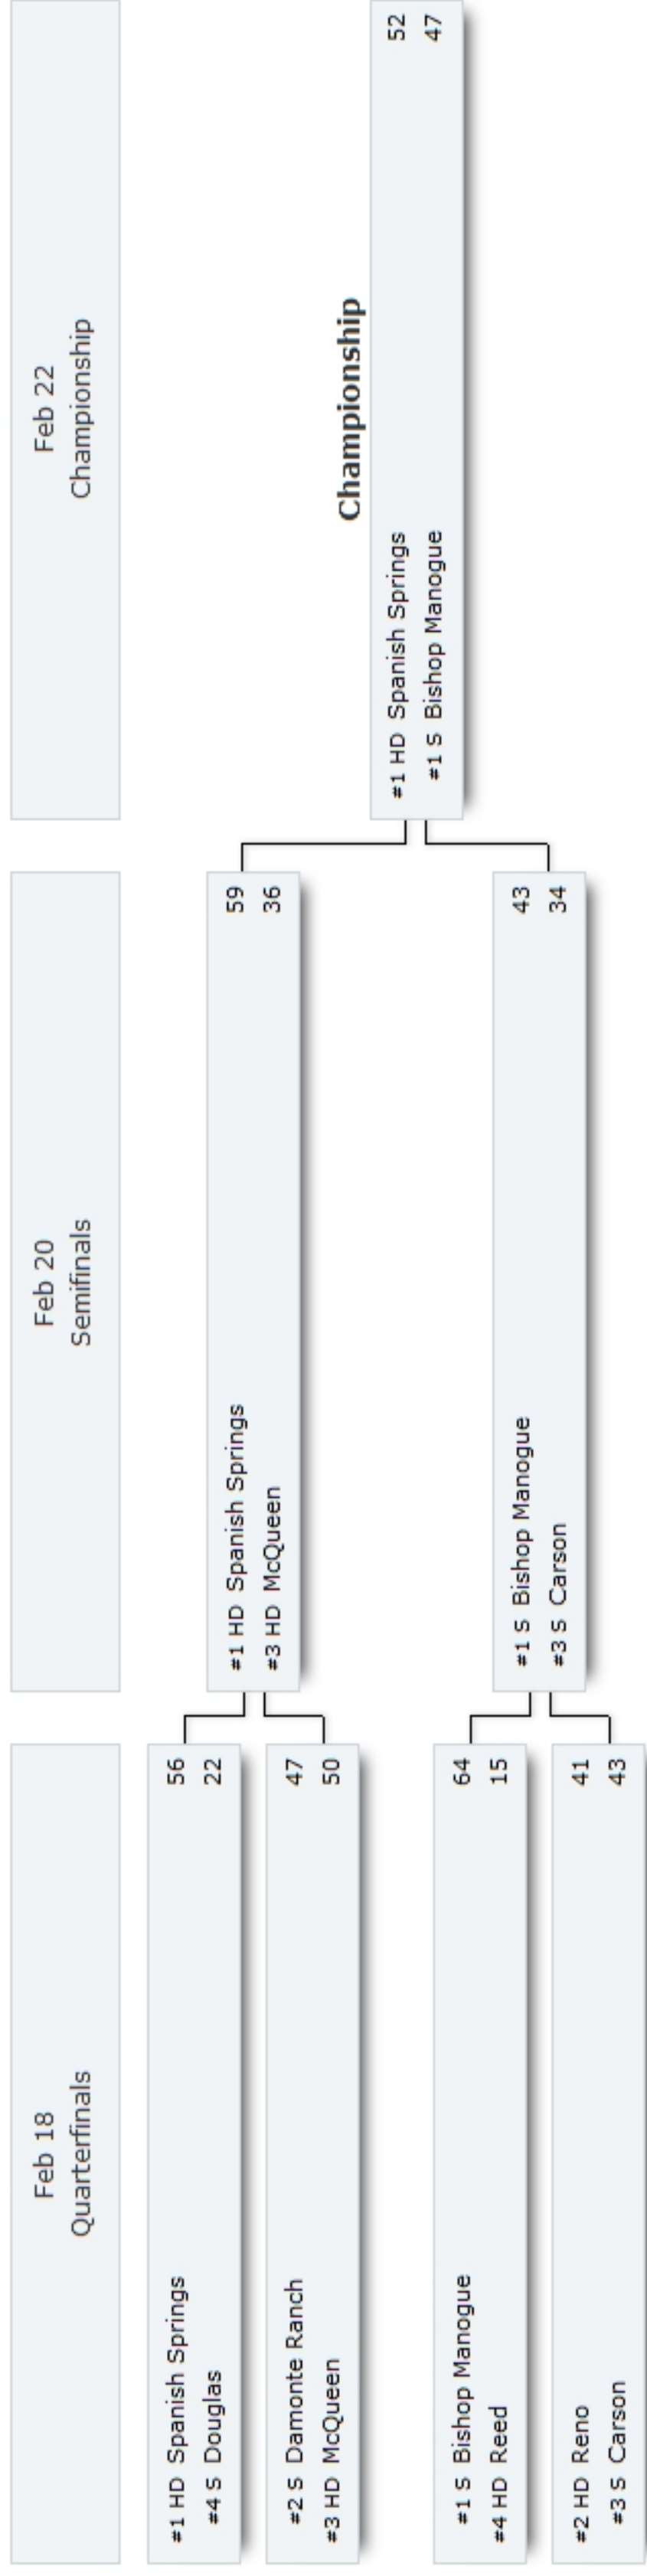 Feb 18
Quarterfinals
Feb 20
Semifinals
Feb 22
Championship
#1 HD Spanish Springs 56
#4 S Douglas 22
#2 S Damonte Ranch 47
#3 HD McQueen 50
#1 S Bishop Manogue 64
#4 HD Reed 15
#2 HD Reno 41
#3 S Carson 43
#1 HD Spanish Springs 59
#3 HD McQueen 36
#1 S Bishop Manogue 43
#3 S Carson 34
Championship
#1 HD Spanish Springs 52
#1 S Bishop Manogue 47